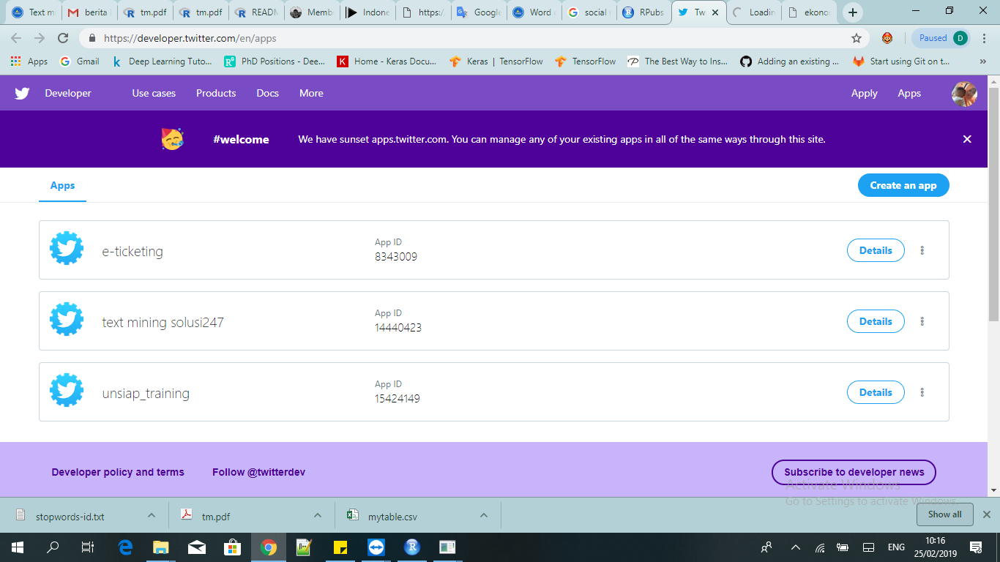 Text m
berita
tm.pdf
tm.pdf
READM
Memb
Indone
https:/
Google
Word c
social
RPubs
Tw
Loadin
ekono
https://developer.twitter.com/en/apps
Paused
D
Apps
Gmail
Deep Learning Tuto...
PhD Positions - Dee...
Home - Keras Docu...
Keras | TensorFlow
TensorFlow
The Best Way to Ins...
Adding an existing ...
Start using Git on t...
»
Developer
Use cases
Products
Docs
More
Apply
Apps
#welcome
We have sunset apps.twitter.com. You can manage any of your existing apps in all of the same ways through this site.
Apps
Create an app
e-ticketing
App ID
8343009
Details
text mining solusi247
App ID
14440423
Details
unsiap_training
App ID
15424149
Details
Developer policy and terms
Follow @twitterdev
Subscribe to developer news
Activate Windows
Go to Settings to activate Windows.
stopwords-id.txt
tm.pdf
mytable.csv
Show all
ENG
10:16
25/02/2019